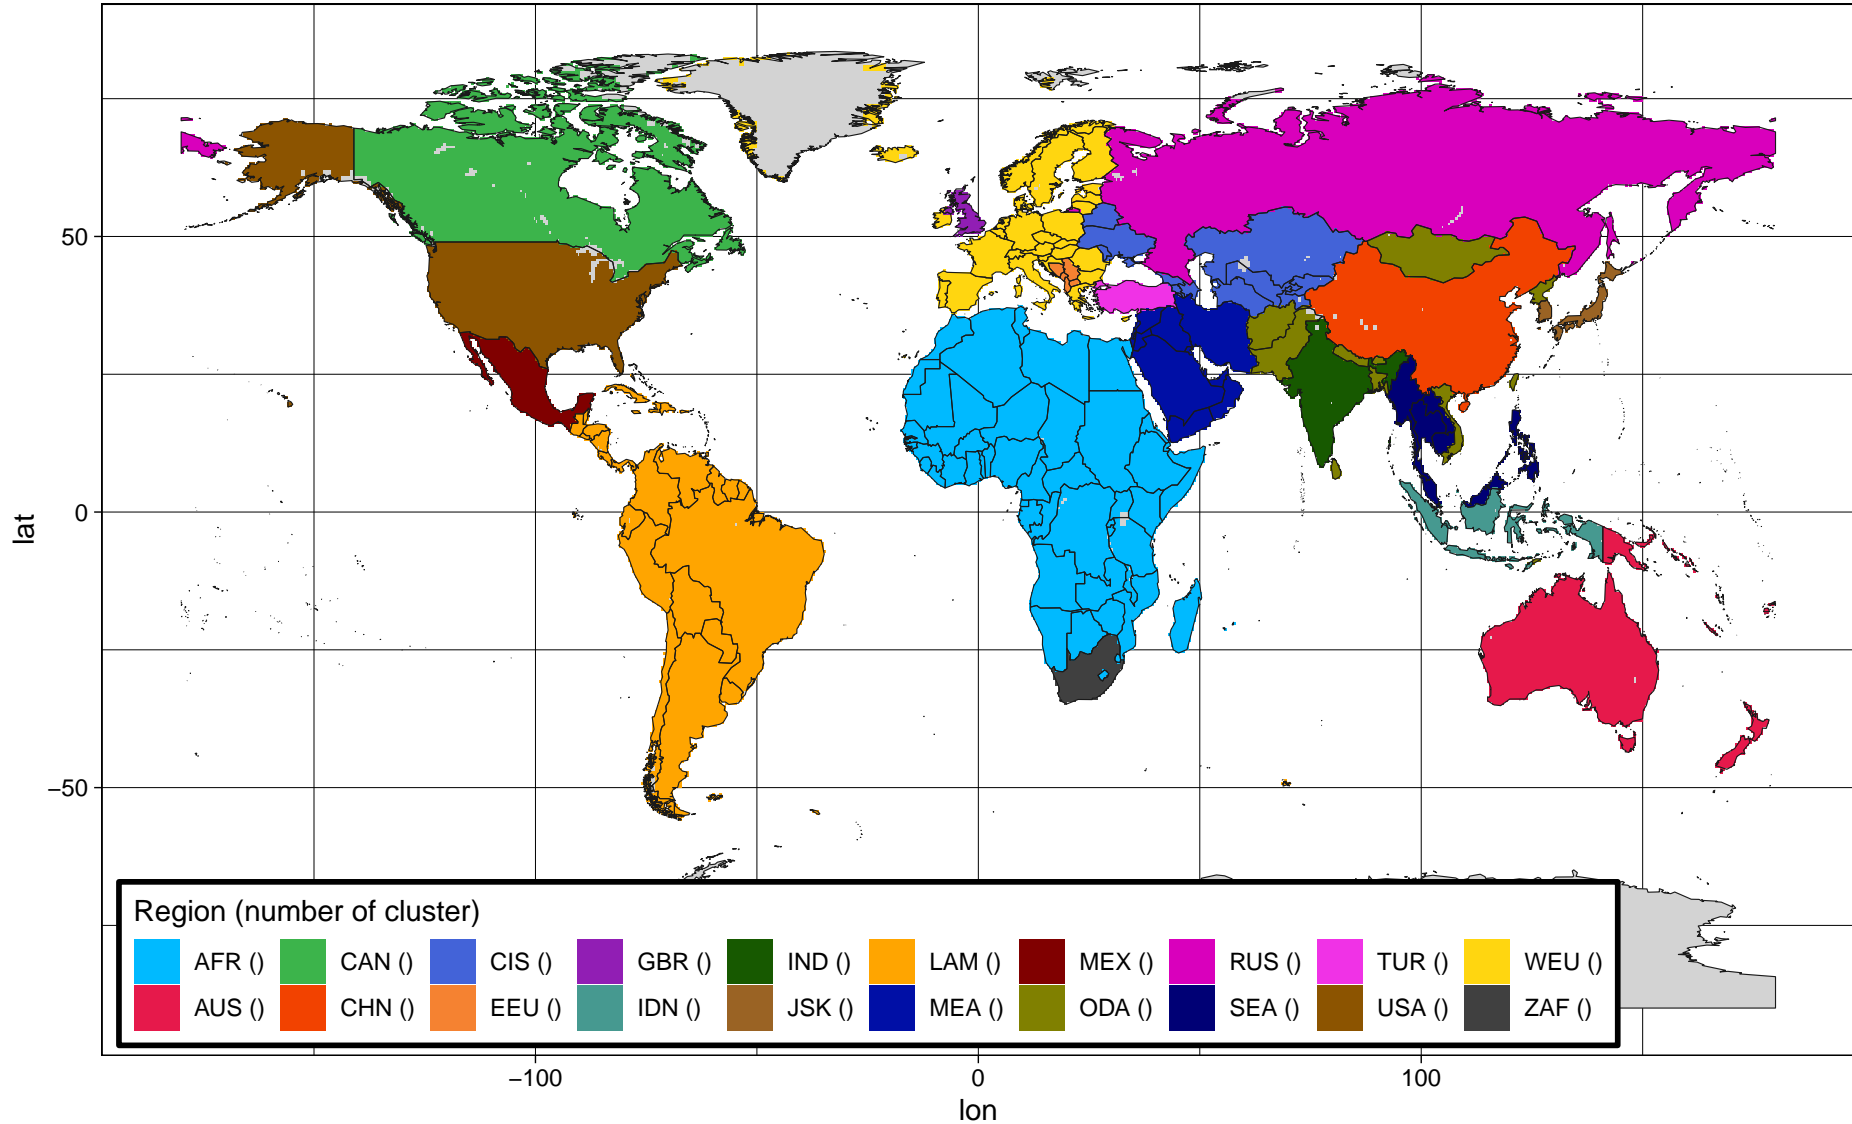 50
0
−50
lat
Region (number of cluster)
AFR () CAN () CIS () GBR () IND () LAM () MEX () RUS () TUR () WEU ()
AUS () CHN () EEU () IDN () JSK () MEA () ODA () SEA () USA () ZAF ()
−100 0 100
lon